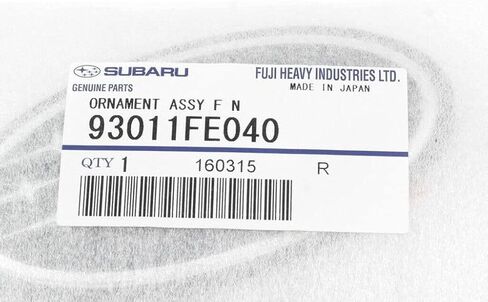 SUBARU FUJI HEAVY INDUSTRIES LTD.
GENUINE PARTS MADE IN JAPAN
ORNAMENT ASSY F N
93011FE040
QTY 1 160315 R